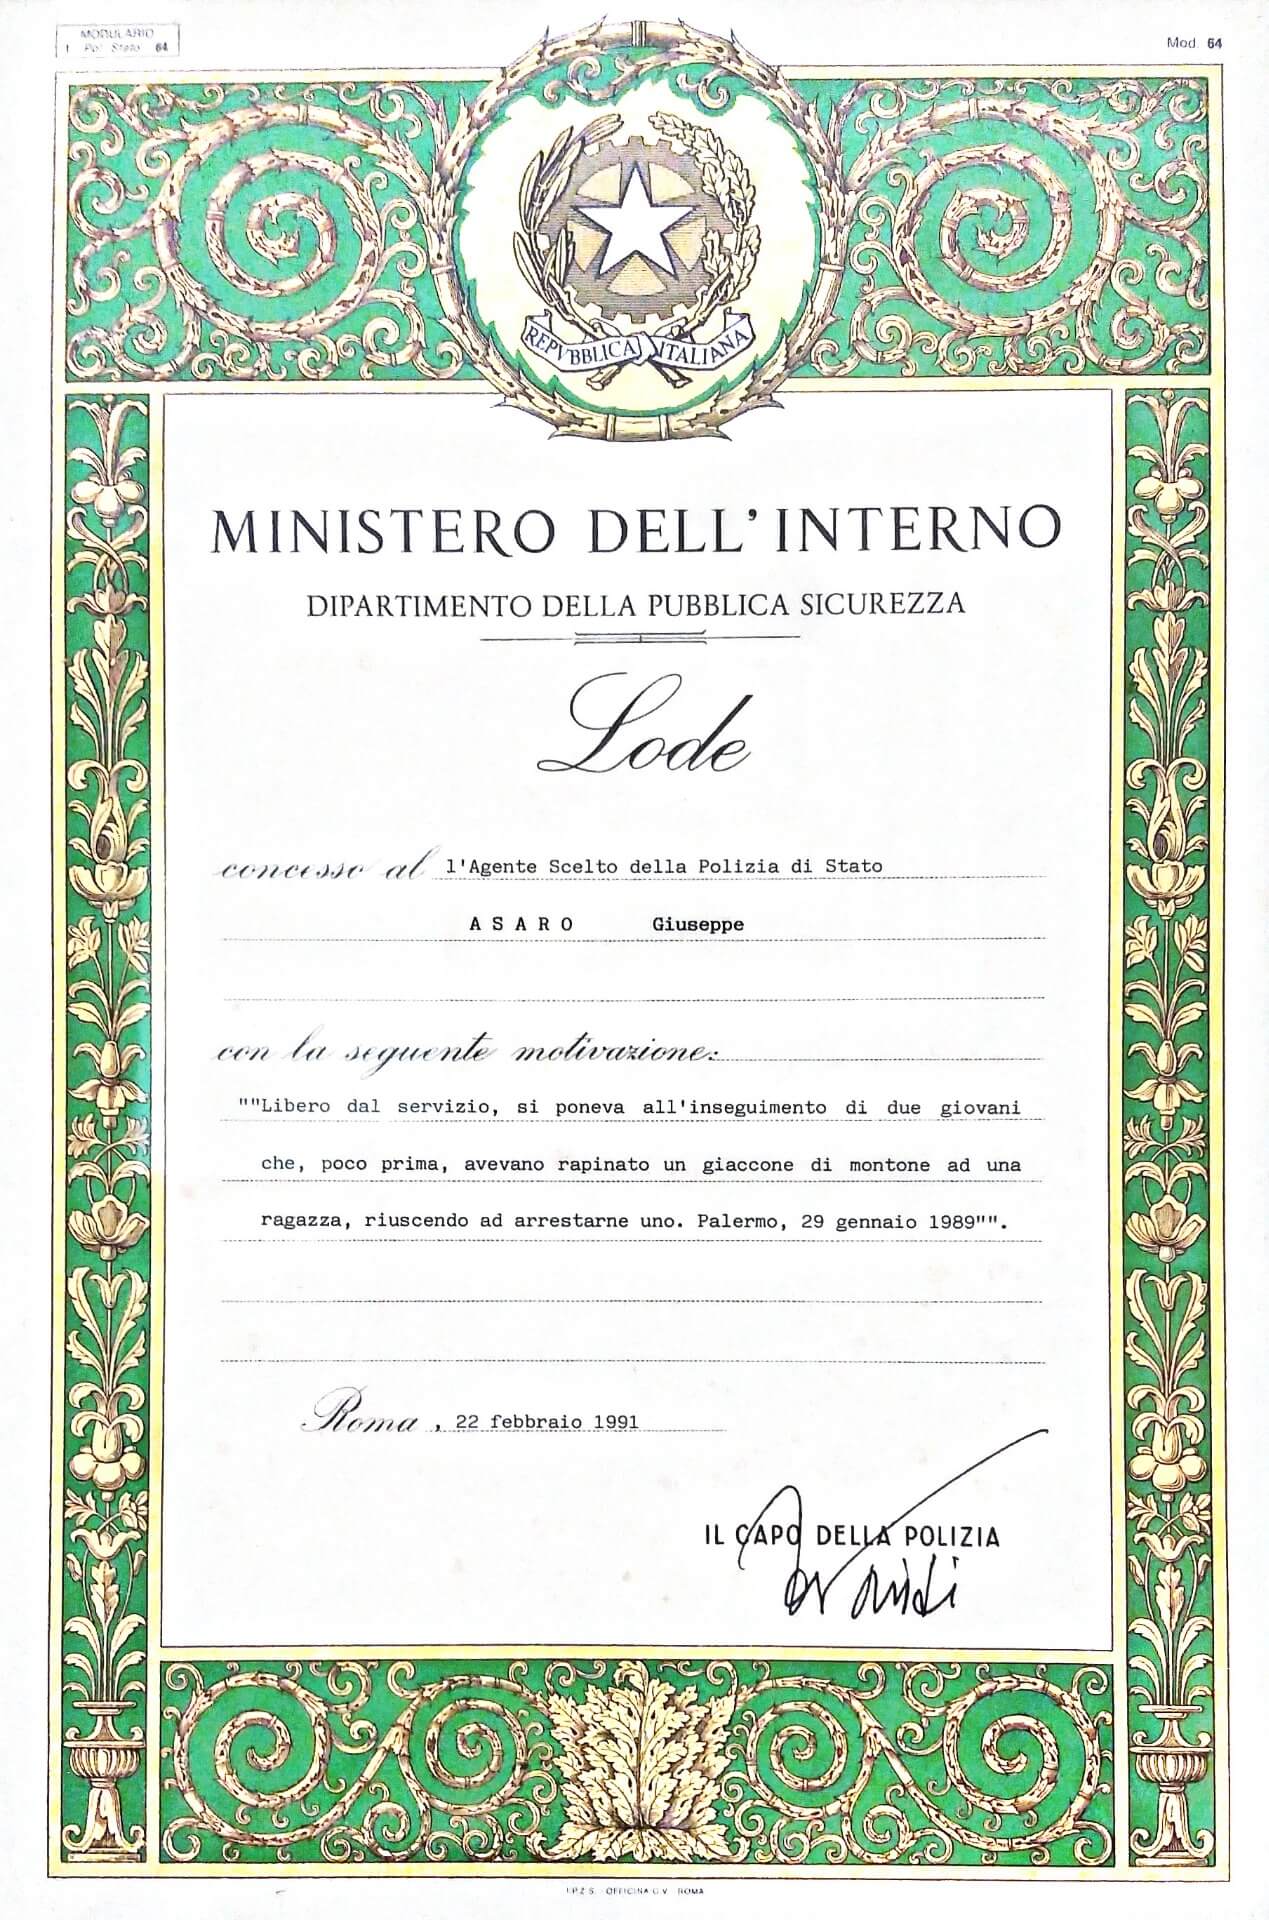 MODULARIO
I. Pol. Stato 64
Mod. 64
REPVBBLICA ITALIANA
MINISTERO DELL'INTERNO
DIPARTIMENTO DELLA PUBBLICA SICUREZZA
Lode
concesso al l'Agente Scelto della Polizia di Stato
ASARO Giuseppe
con la seguente motivazione:
""Libero dal servizio, si poneva all'inseguimento di due giovani
che, poco prima, avevano rapinato un giaccone di montone ad una
ragazza, riuscendo ad arrestarne uno. Palermo, 29 gennaio 1989"".
Roma, 22 febbraio 1991
IL CAPO DELLA POLIZIA
I.P.Z.S. - OFFICINA C.V. - ROMA